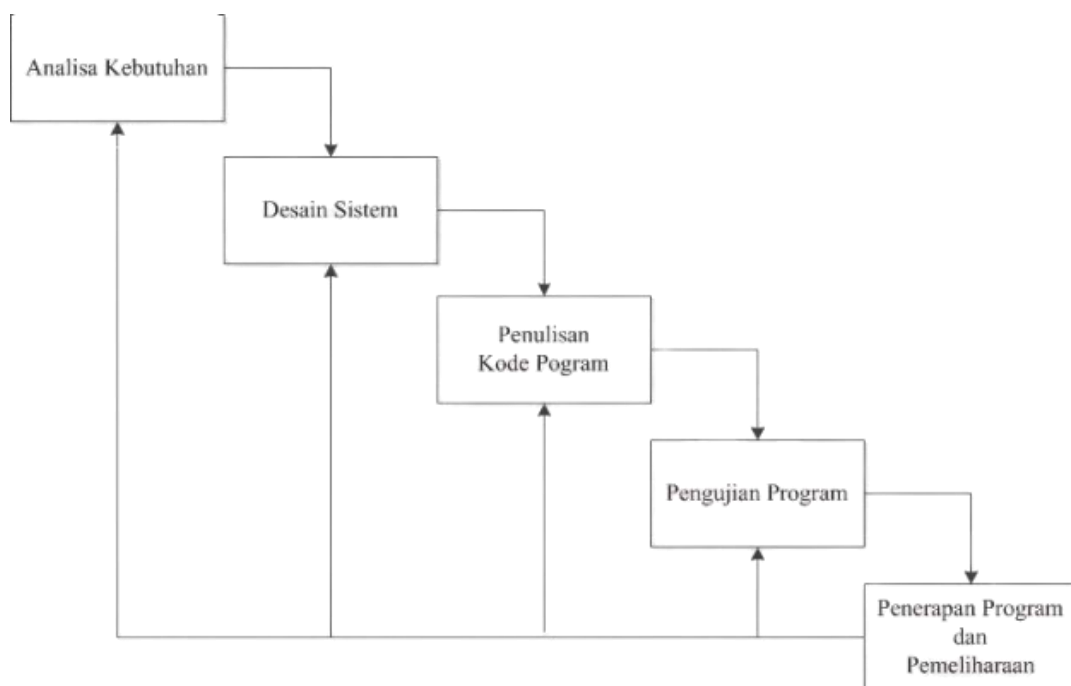 Analisa Kebutuhan
Desain Sistem
Penulisan
Kode Pogram
Pengujian Program
Penerapan Program
dan
Pemeliharaan